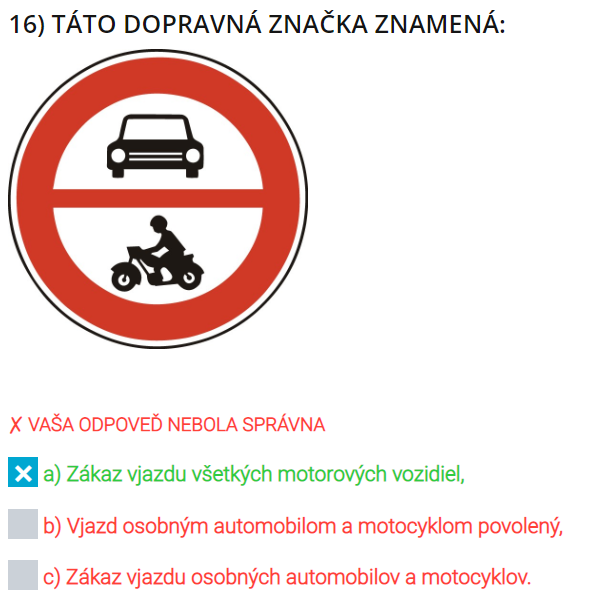 16) TÁTO DOPRAVNÁ ZNAČKA ZNAMENÁ:
✗ VAŠA ODPOVEĎ NEBOLA SPRÁVNA
a) Zákaz vjazdu všetkých motorových vozidiel,
b) Vjazd osobným automobilom a motocyklom povolený,
c) Zákaz vjazdu osobných automobilov a motocyklov.